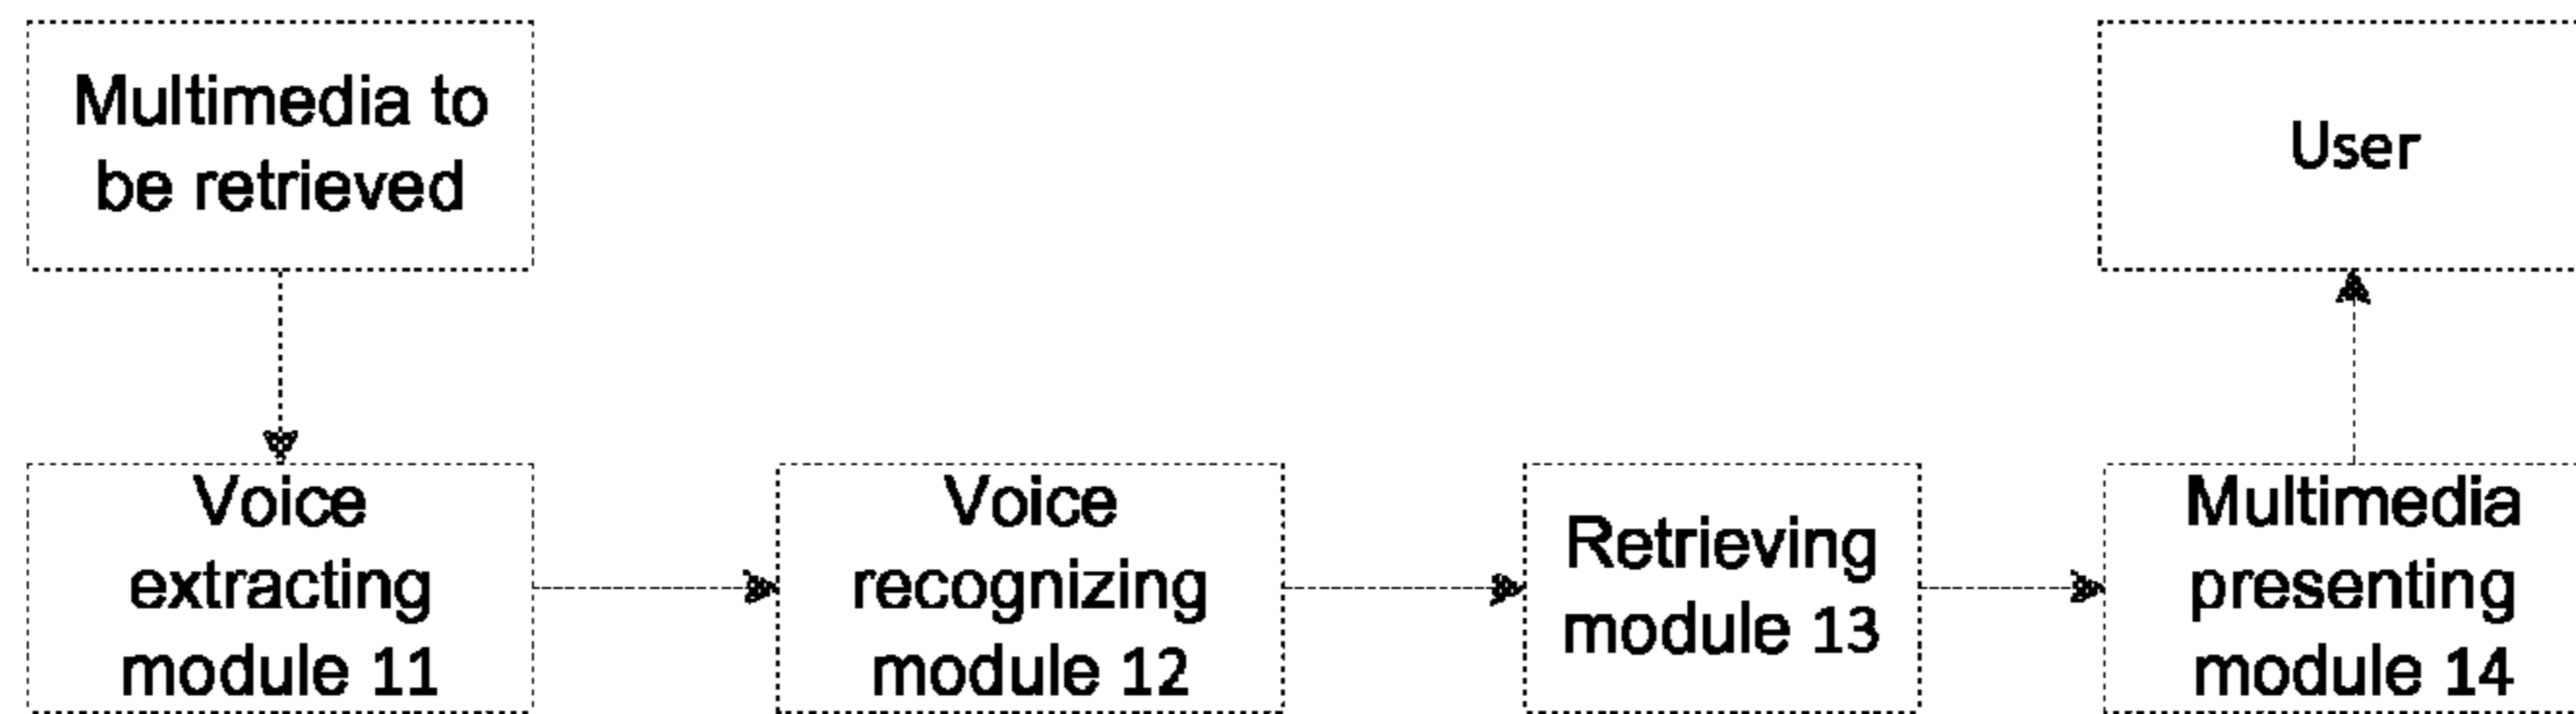 Multimedia to
be retrieved
User
Voice
extracting
module 11
Voice
recognizing
module 12
Retrieving
module 13
Multimedia
presenting
module 14